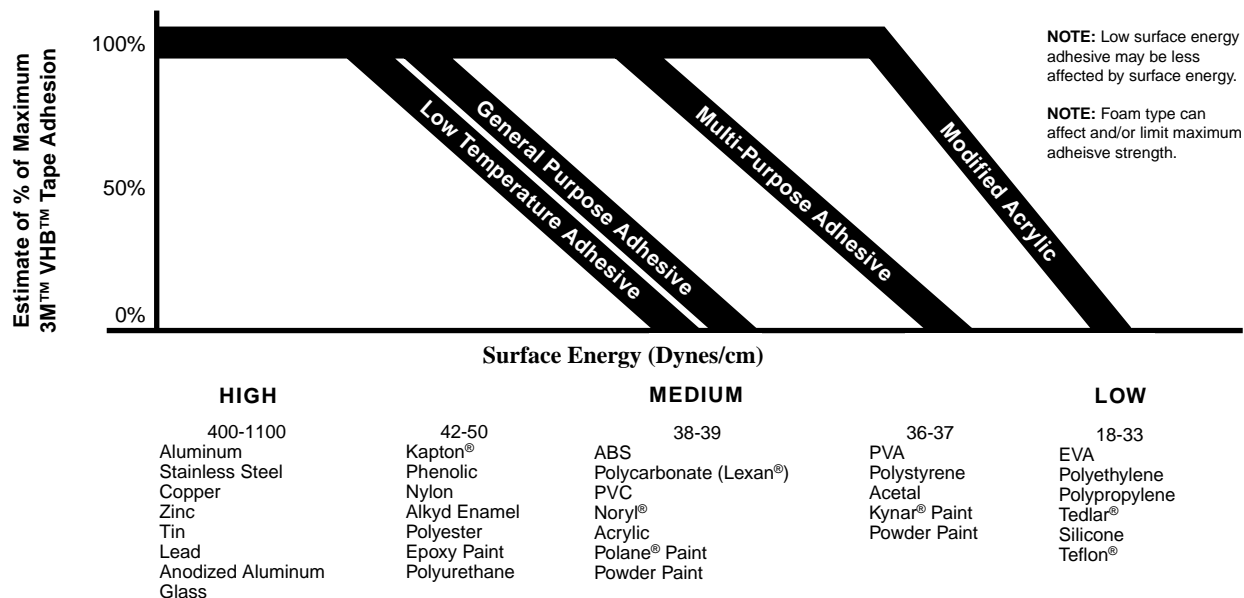 Estimate of % of Maximum
3M™ VHB™ Tape Adhesion
100%
50%
0%
Low Temperature Adhesive
General Purpose Adhesive
Multi-Purpose Adhesive
Modified Acrylic
NOTE: Low surface energy
adhesive may be less
affected by surface energy.
NOTE: Foam type can
affect and/or limit maximum
adheisve strength.
Surface Energy (Dynes/cm)
HIGH
MEDIUM
LOW
400-1100
Aluminum
Stainless Steel
Copper
Zinc
Tin
Lead
Anodized Aluminum
Glass
42-50
Kapton®
Phenolic
Nylon
Alkyd Enamel
Polyester
Epoxy Paint
Polyurethane
38-39
ABS
Polycarbonate (Lexan®)
PVC
Noryl®
Acrylic
Polane® Paint
Powder Paint
36-37
PVA
Polystyrene
Acetal
Kynar® Paint
Powder Paint
18-33
EVA
Polyethylene
Polypropylene
Tedlar®
Silicone
Teflon®